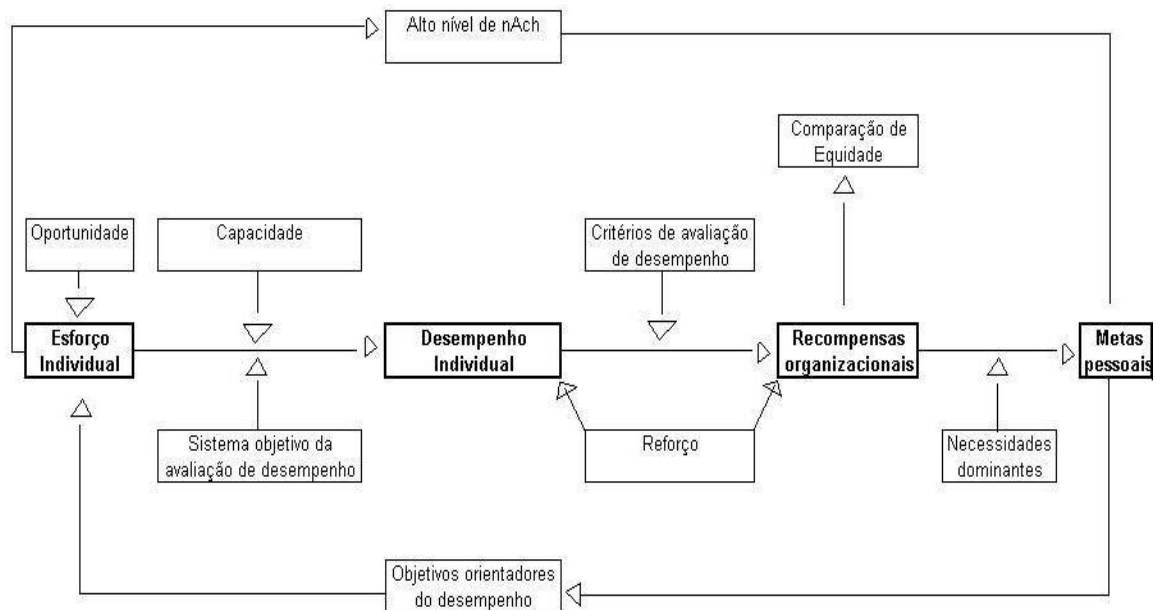 Alto nível de nAch
Comparação de
Equidade
Oportunidade
Capacidade
Critérios de avaliação
de desempenho
Esforço
Individual
Desempenho
Individual
Recompensas
organizacionais
Metas
pessoais
Sistema objetivo da
avaliação de desempenho
Reforço
Necessidades
dominantes
Objetivos orientadores
do desempenho